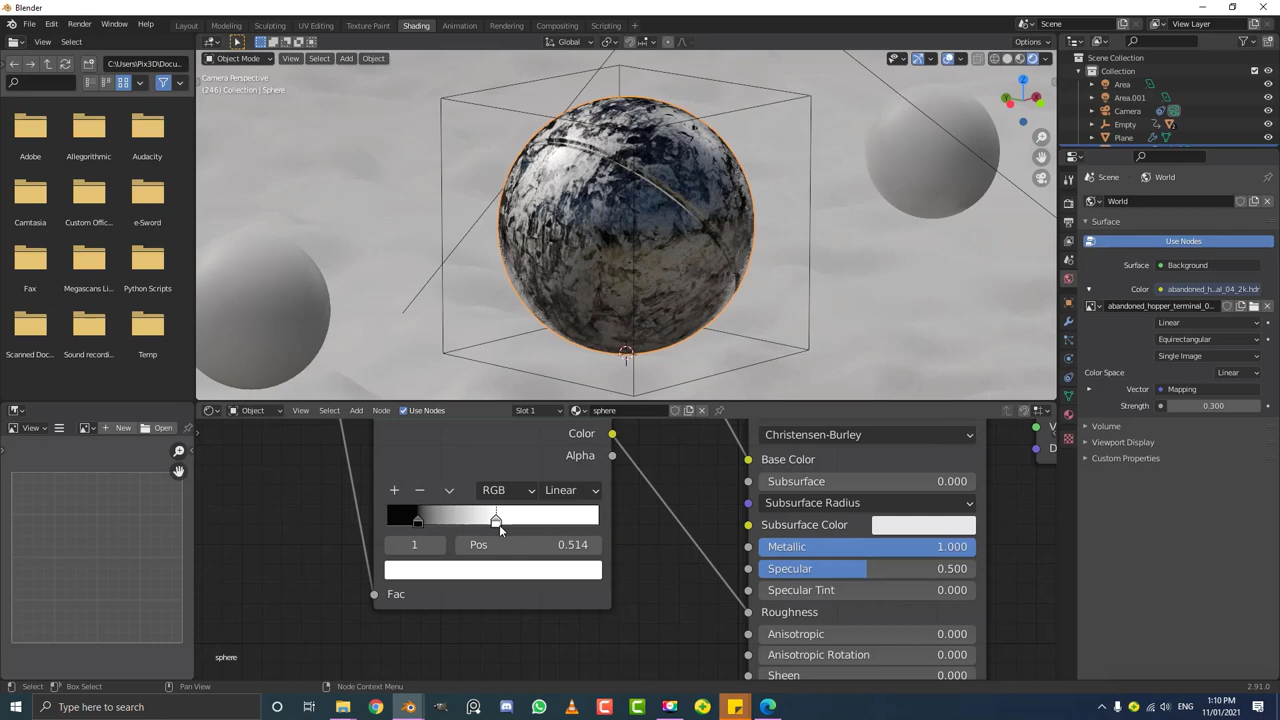 Blender
File Edit Render Window Help Layout Modeling Sculpting UV Editing Texture Paint Shading Animation Rendering Compositing Scripting + Scene View Layer
View Select Global Options
C:\Users\Pix3D\Docu... Object Mode View Select Add Object
Camera Perspective
(246) Collection | Sphere
Adobe Allegorithmic Audacity
Camtasia Custom Offic... e-Sword
Fax Megascans Li... Python Scripts
Scanned Doc... Sound recordi... Temp
Scene Collection
Collection
Area
Area.001
Camera
Empty
Plane
Scene World
World
Surface
Use Nodes
Surface Background
Color abandoned_h...al_04_2k.hdr
abandoned_hopper_terminal_0...
Linear
Equirectangular
Single Image
Color Space Linear
Vector Mapping
Strength 0.300
Volume
Viewport Display
Custom Properties
View New Open
Object View Select Add Node Use Nodes Slot 1 sphere
Color
Alpha
RGB Linear
1 Pos 0.514
Fac
Christensen-Burley
Base Color
Subsurface 0.000
Subsurface Radius
Subsurface Color
Metallic 1.000
Specular 0.500
Specular Tint 0.000
Roughness
Anisotropic 0.000
Anisotropic Rotation 0.000
Sheen 0.000
sphere
Select Box Select Pan View Node Context Menu 2.91.0
Type here to search
ENG
1:10 PM
11/01/2021